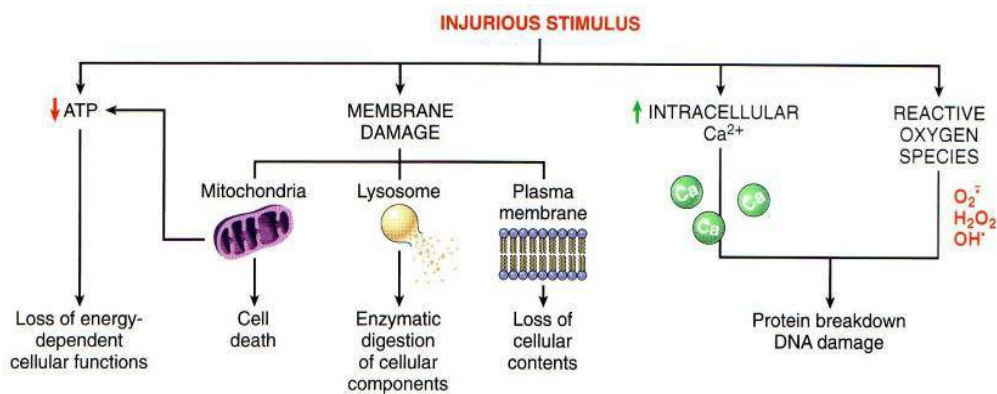 INJURIOUS STIMULUS
↓ ATP
MEMBRANE
DAMAGE
↑ INTRACELLULAR
Ca²⁺
REACTIVE
OXYGEN
SPECIES
Mitochondria
Lysosome
Plasma
membrane
Ca
Ca
Ca
O₂⨪
H₂O₂
OH•
Loss of energy-
dependent
cellular functions
Cell
death
Enzymatic
digestion
of cellular
components
Loss of
cellular
contents
Protein breakdown
DNA damage